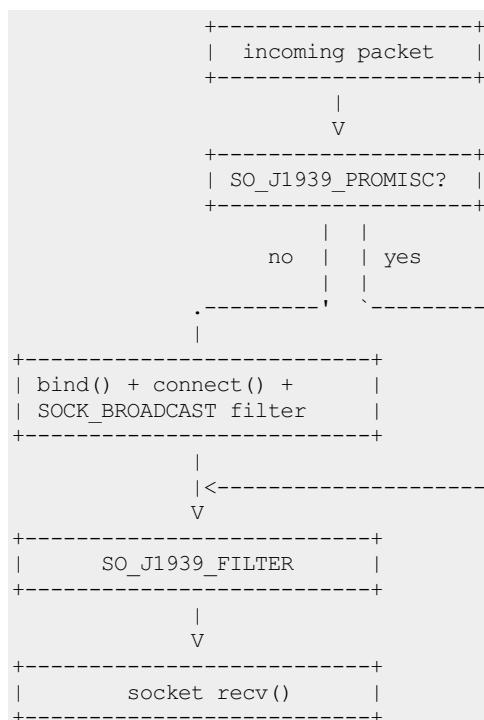 incoming packet
SO_J1939_PROMISC?
no yes
bind() + connect() +
SOCK_BROADCAST filter
SO_J1939_FILTER
socket recv()